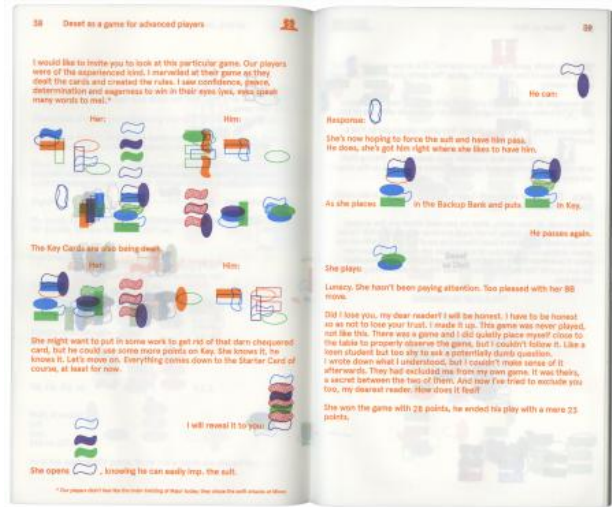 58 Deset as a game for advanced players
I would like to invite you to look at this particular game. Our players
were of the experienced kind. I marvelled at their game as they
dealt the cards and created the rules. I saw confidence, peace,
determination and eagerness to win in their eyes (yes, eyes speak
many words to me).*
Her: Him:
The Key Cards are also being dealt.
Her: Him:
She might want to put in some work to get rid of that darn chequered
card, but he could use some more points on Key. She knows it, he
knows it. Let's move on. Everything comes down to the Starter Card of
course, at least for now.
I will reveal it to you:
She opens , knowing he can easily imp. the suit.
* Our players didn't
59
He can:
Response:
She's now hoping to force the suit and have him pass.
He does, she's got him right where she likes to have him.
As she places in the Backup Bank and puts in Key.
He passes again.
She plays:
Lunacy. She hasn't been paying attention. Too pleased with her BB
move.
Did I lose you, my dear reader? I will be honest. I have to be honest
so as not to lose your trust. I made it up. This game was never played,
not like this. There was a game and I did quietly place myself close to
the table to properly observe the game, but I couldn't follow it. Like a
keen student but too shy to ask a potentially dumb question.
I wrote down what I understood, but I couldn't make sense of it
afterwards. They had excluded me from my own game. It was theirs,
a secret between the two of them. And now I've tried to exclude you
too, my dearest reader. How does it feel?
She won the game with 28 points, he ended his play with a mere 23
points.